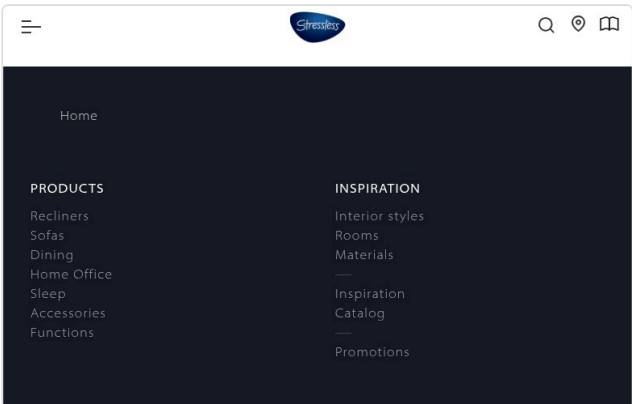 Stressless
Home
PRODUCTS
Recliners
Sofas
Dining
Home Office
Sleep
Accessories
Functions
INSPIRATION
Interior styles
Rooms
Materials
—
Inspiration
Catalog
—
Promotions